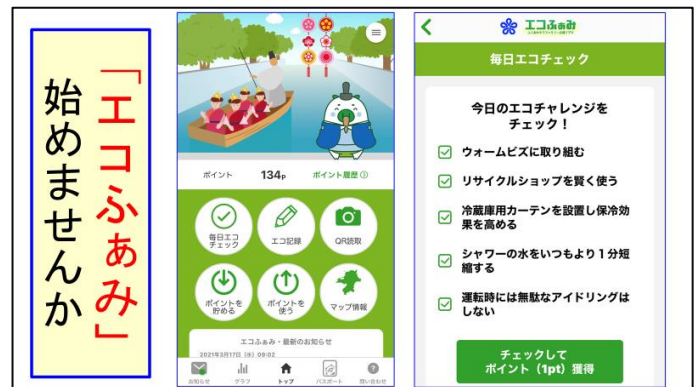 「エコふぁみ」
始めませんか
ポイント 134P ポイント履歴
毎日エコ
チェック
エコ記録
QR読取
ポイントを
貯める
ポイントを
使う
マップ情報
エコふぁみ・最新のお知らせ
2021年3月17日(水) 09:02
お知らせ グラフ トップ パスポート 問い合わせ
エコふぁみ
毎日エコチェック
今日のエコチャレンジを
チェック！
ウォームビズに取り組む
リサイクルショップを賢く使う
冷蔵庫用カーテンを設置し保冷効
果を高める
シャワーの水をいつもより１分短
縮する
運転時には無駄なアイドリングは
しない
チェックして
ポイント（1pt）獲得